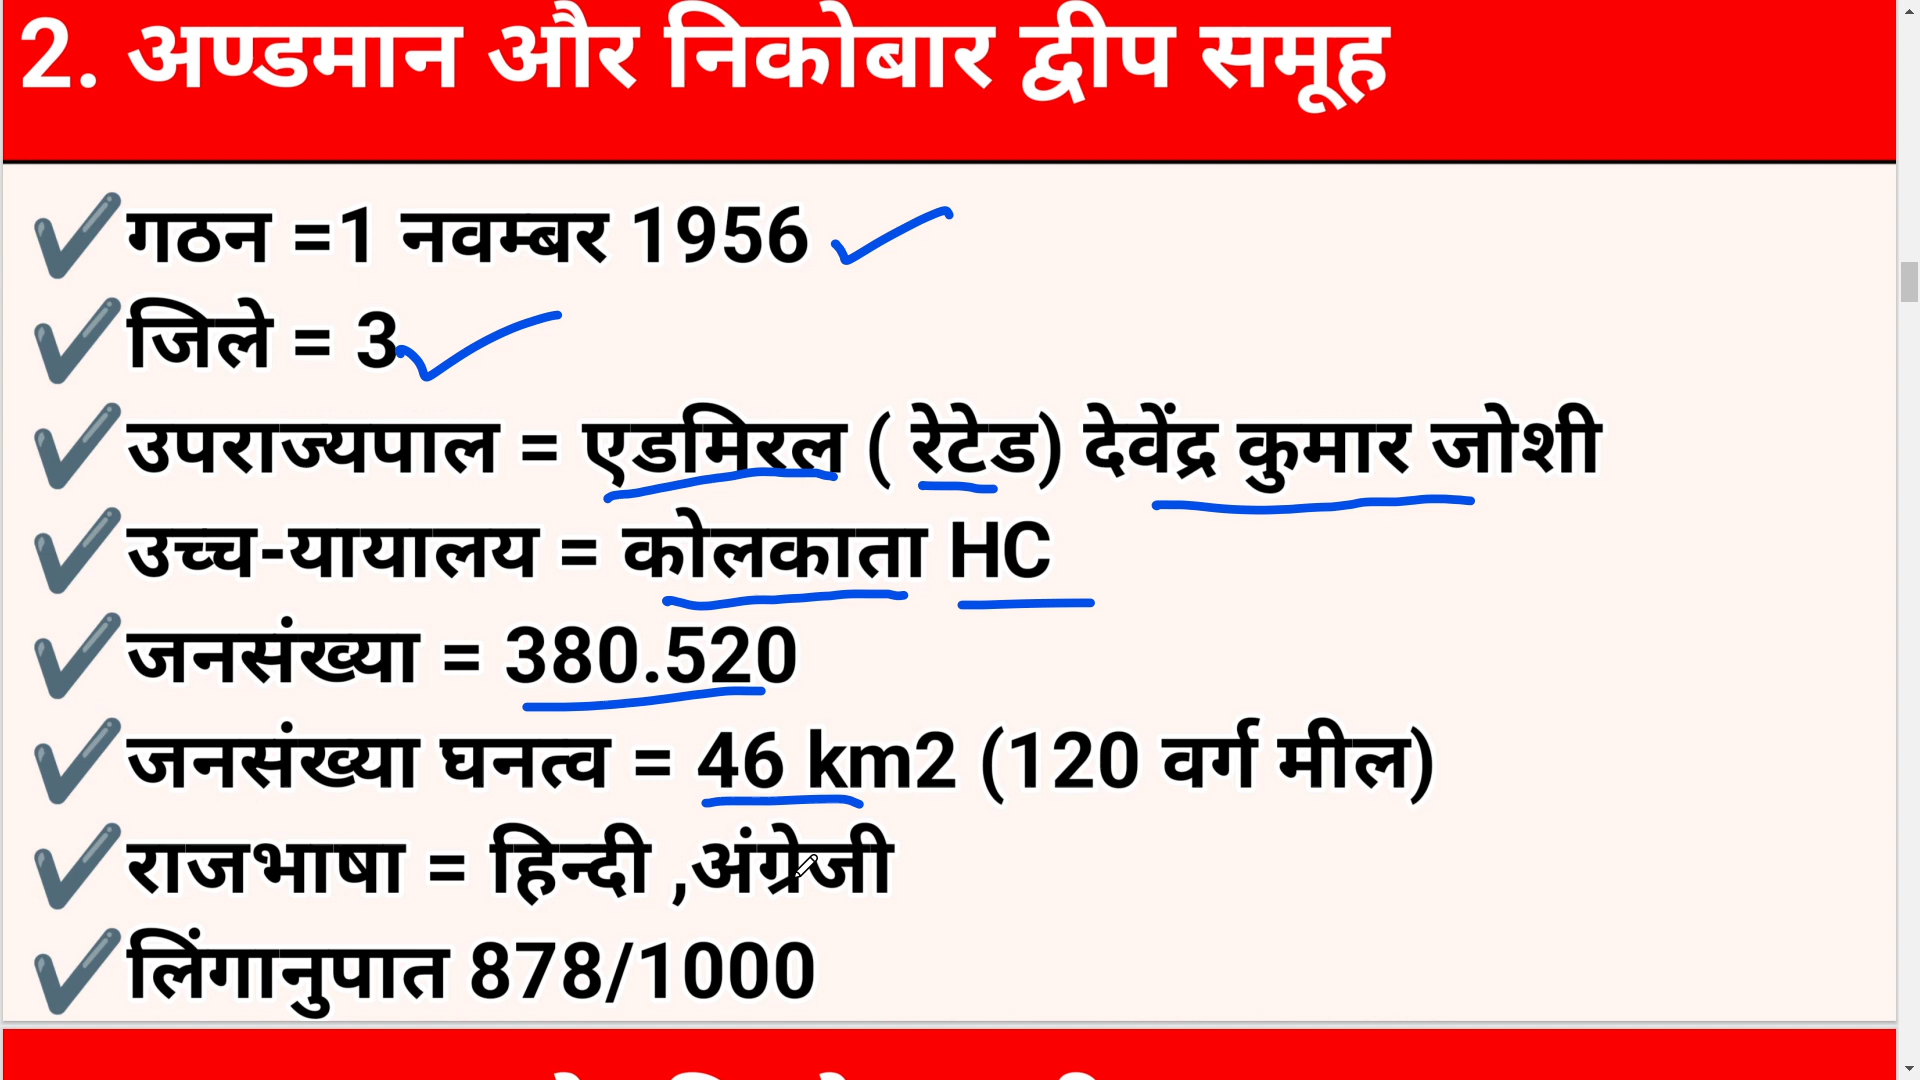 2. अण्डमान और निकोबार द्वीप समूह
गठन =1 नवम्बर 1956
जिले = 3
उपराज्यपाल = एडमिरल ( रेटेड) देवेंद्र कुमार जोशी
उच्च-यायालय = कोलकाता HC
जनसंख्या = 380.520
जनसंख्या घनत्व = 46 km2 (120 वर्ग मील)
राजभाषा = हिन्दी ,अंग्रेजी
लिंगानुपात 878/1000